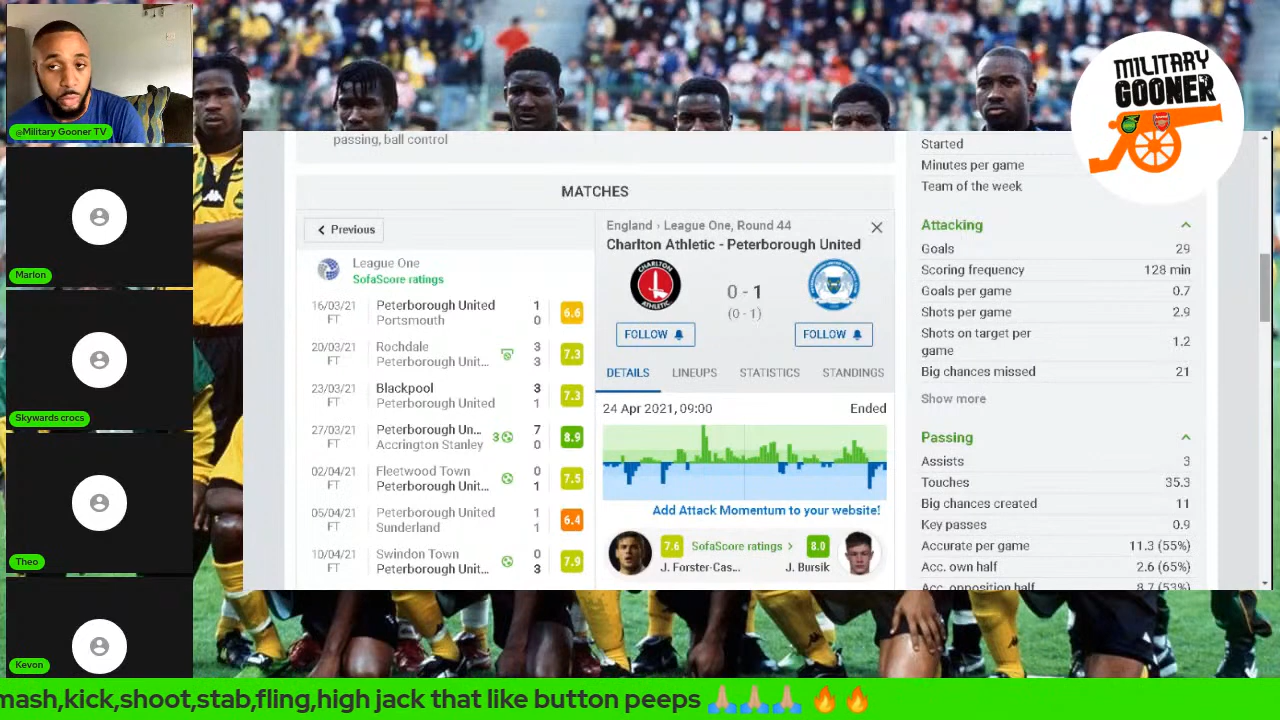 @Military Gooner TV
Marlon
Skywards crocs
Theo
Kevon
MILITARY
GOONER
passing, ball control
MATCHES
Previous
League One
SofaScore ratings
16/03/21 Peterborough United 1 6.6
FT Portsmouth 0
20/03/21 Rochdale 3 7.3
FT Peterborough Unit... 3
23/03/21 Blackpool 3 7.3
FT Peterborough United 1
27/03/21 Peterborough Un... 3 7 8.9
FT Accrington Stanley 0
02/04/21 Fleetwood Town 0 7.5
FT Peterborough Unit... 1
05/04/21 Peterborough United 1 6.4
FT Sunderland 1
10/04/21 Swindon Town 0 7.9
FT Peterborough Unit... 3
England › League One, Round 44
Charlton Athletic - Peterborough United
0 - 1
(0 - 1)
FOLLOW FOLLOW
DETAILS LINEUPS STATISTICS STANDINGS
24 Apr 2021, 09:00 Ended
Add Attack Momentum to your website!
7.6 SofaScore ratings > 8.0
J. Forster-Cas... J. Bursik
Started
Minutes per game
Team of the week
Attacking
Goals 29
Scoring frequency 128 min
Goals per game 0.7
Shots per game 2.9
Shots on target per
game 1.2
Big chances missed 21
Show more
Passing
Assists 3
Touches 35.3
Big chances created 11
Key passes 0.9
Accurate per game 11.3 (55%)
Acc. own half 2.6 (65%)
Acc. opposition half 8.7 (53%)
mash,kick,shoot,stab,fling,high jack that like button peeps 🙏🏼🙏🏼🙏🏼 🔥🔥